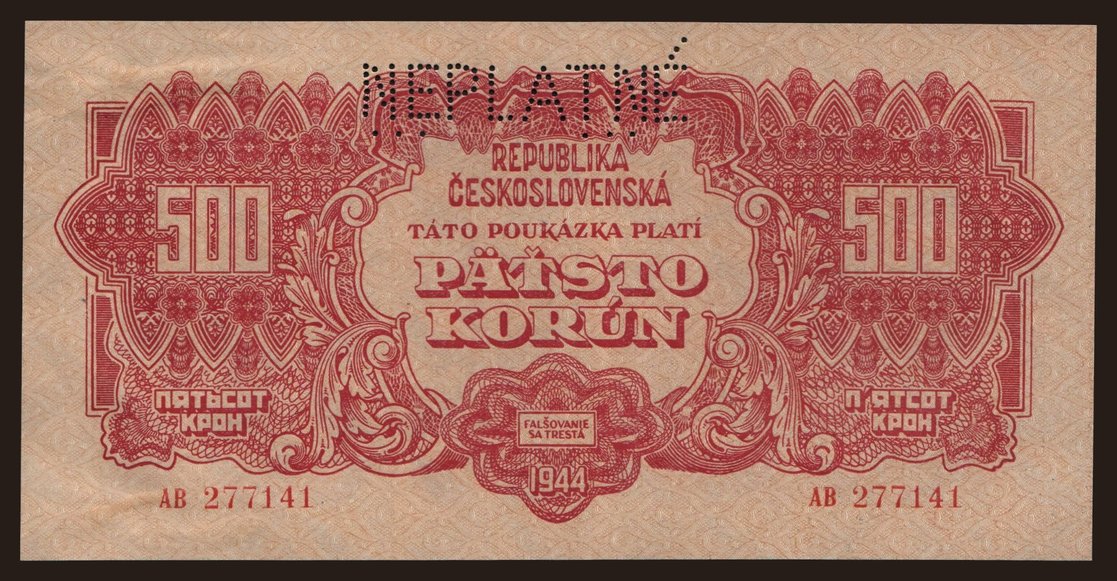 NEPLATNÉ
REPUBLIKA
ČESKOSLOVENSKÁ
TÁTO POUKÁZKA PLATÍ
PÄŤSTO
KORÚN
500
500
ПЯТЬСОТ
КРОН
П'ЯТСОТ
КРОН
FALŠOVANIE
SA TRESTÁ
1944
AB 277141
AB 277141